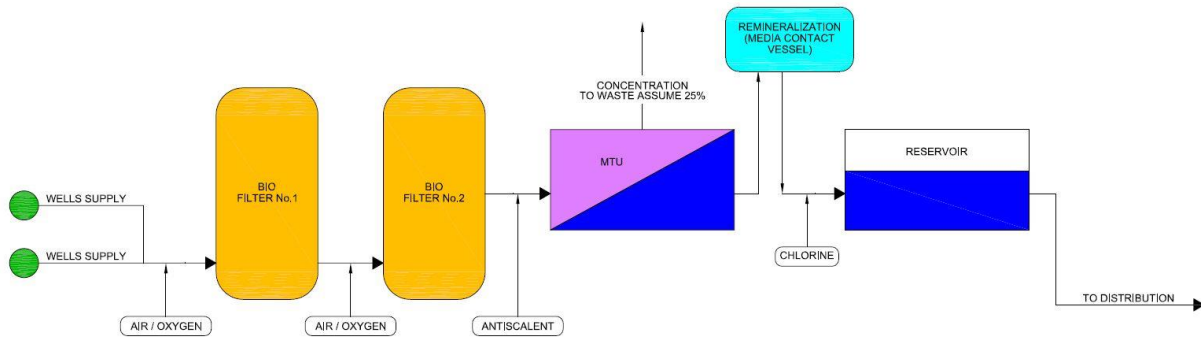 REMINERALIZATION
(MEDIA CONTACT
VESSEL)
CONCENTRATION
TO WASTE ASSUME 25%
MTU
RESERVOIR
BIO
FILTER No.1
BIO
FILTER No.2
WELLS SUPPLY
WELLS SUPPLY
CHLORINE
TO DISTRIBUTION
AIR / OXYGEN
AIR / OXYGEN
ANTISCALENT